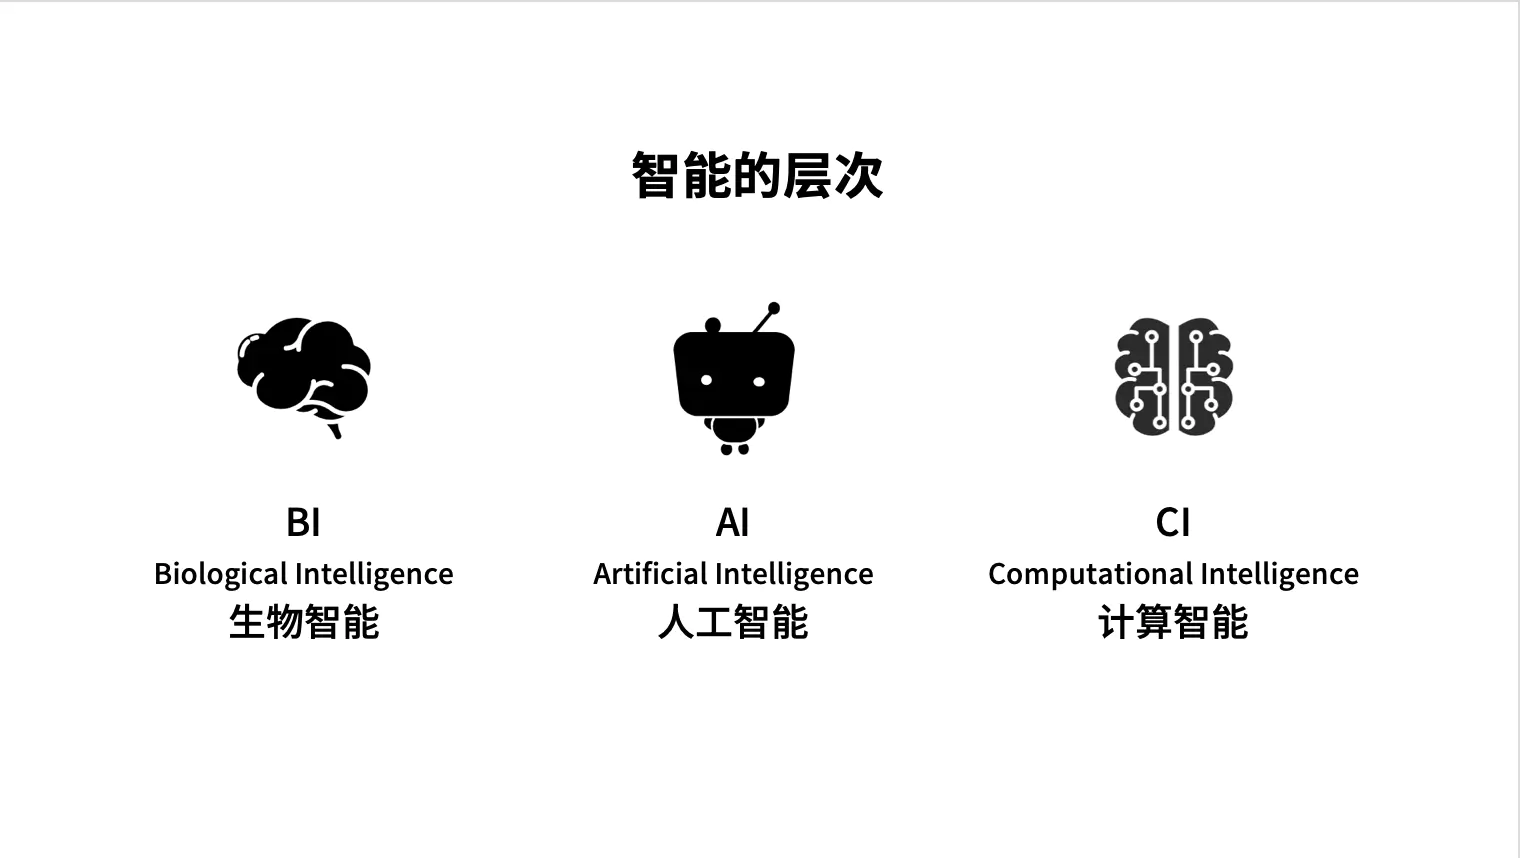 智能的层次
BI
Biological Intelligence
生物智能
AI
Artificial Intelligence
人工智能
CI
Computational Intelligence
计算智能